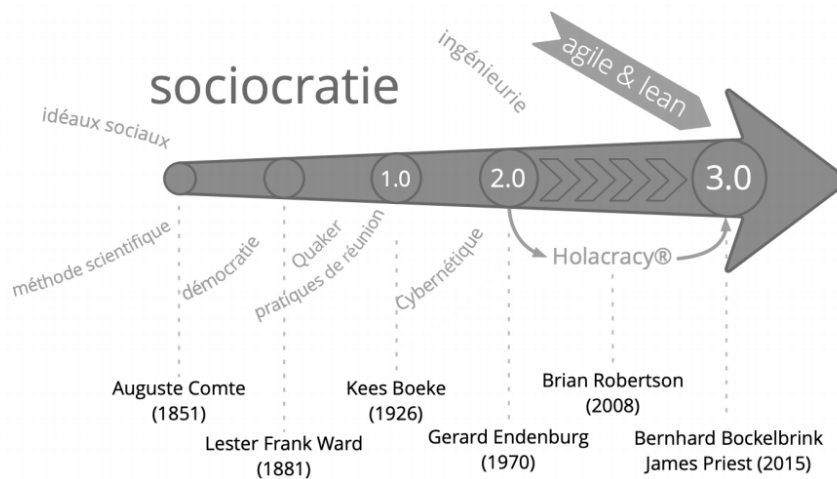 sociocratie
ingénieurie
agile & lean
idéaux sociaux
1.0
2.0
3.0
méthode scientifique
démocratie
Quaker
pratiques de réunion
Cybernétique
Holacracy®
Auguste Comte
(1851)
Lester Frank Ward
(1881)
Kees Boeke
(1926)
Gerard Endenburg
(1970)
Brian Robertson
(2008)
Bernhard Bockelbrink
James Priest (2015)